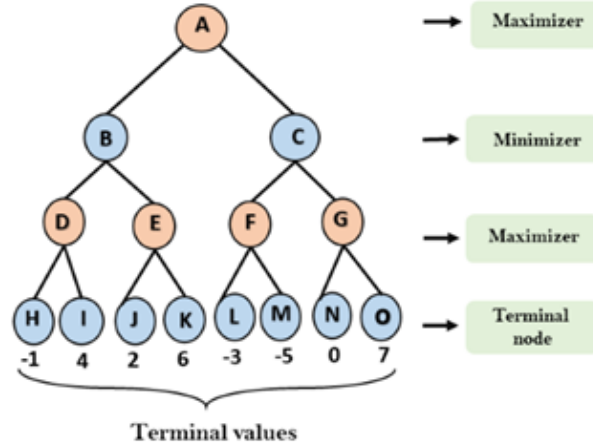 A
Maximizer
B
C
Minimizer
D
E
F
G
Maximizer
H
I
J
K
L
M
N
O
Terminal
node
-1
4
2
6
-3
-5
0
7
Terminal values